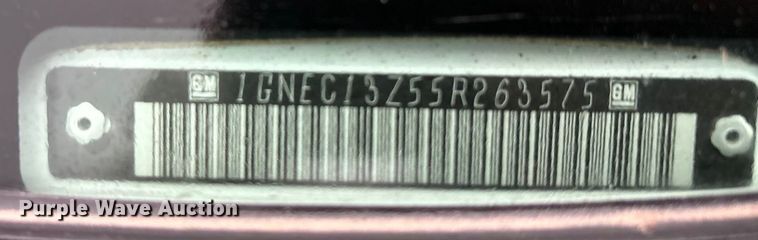 GM 1GNEC13Z55R263575 GM
Purple Wave Auction